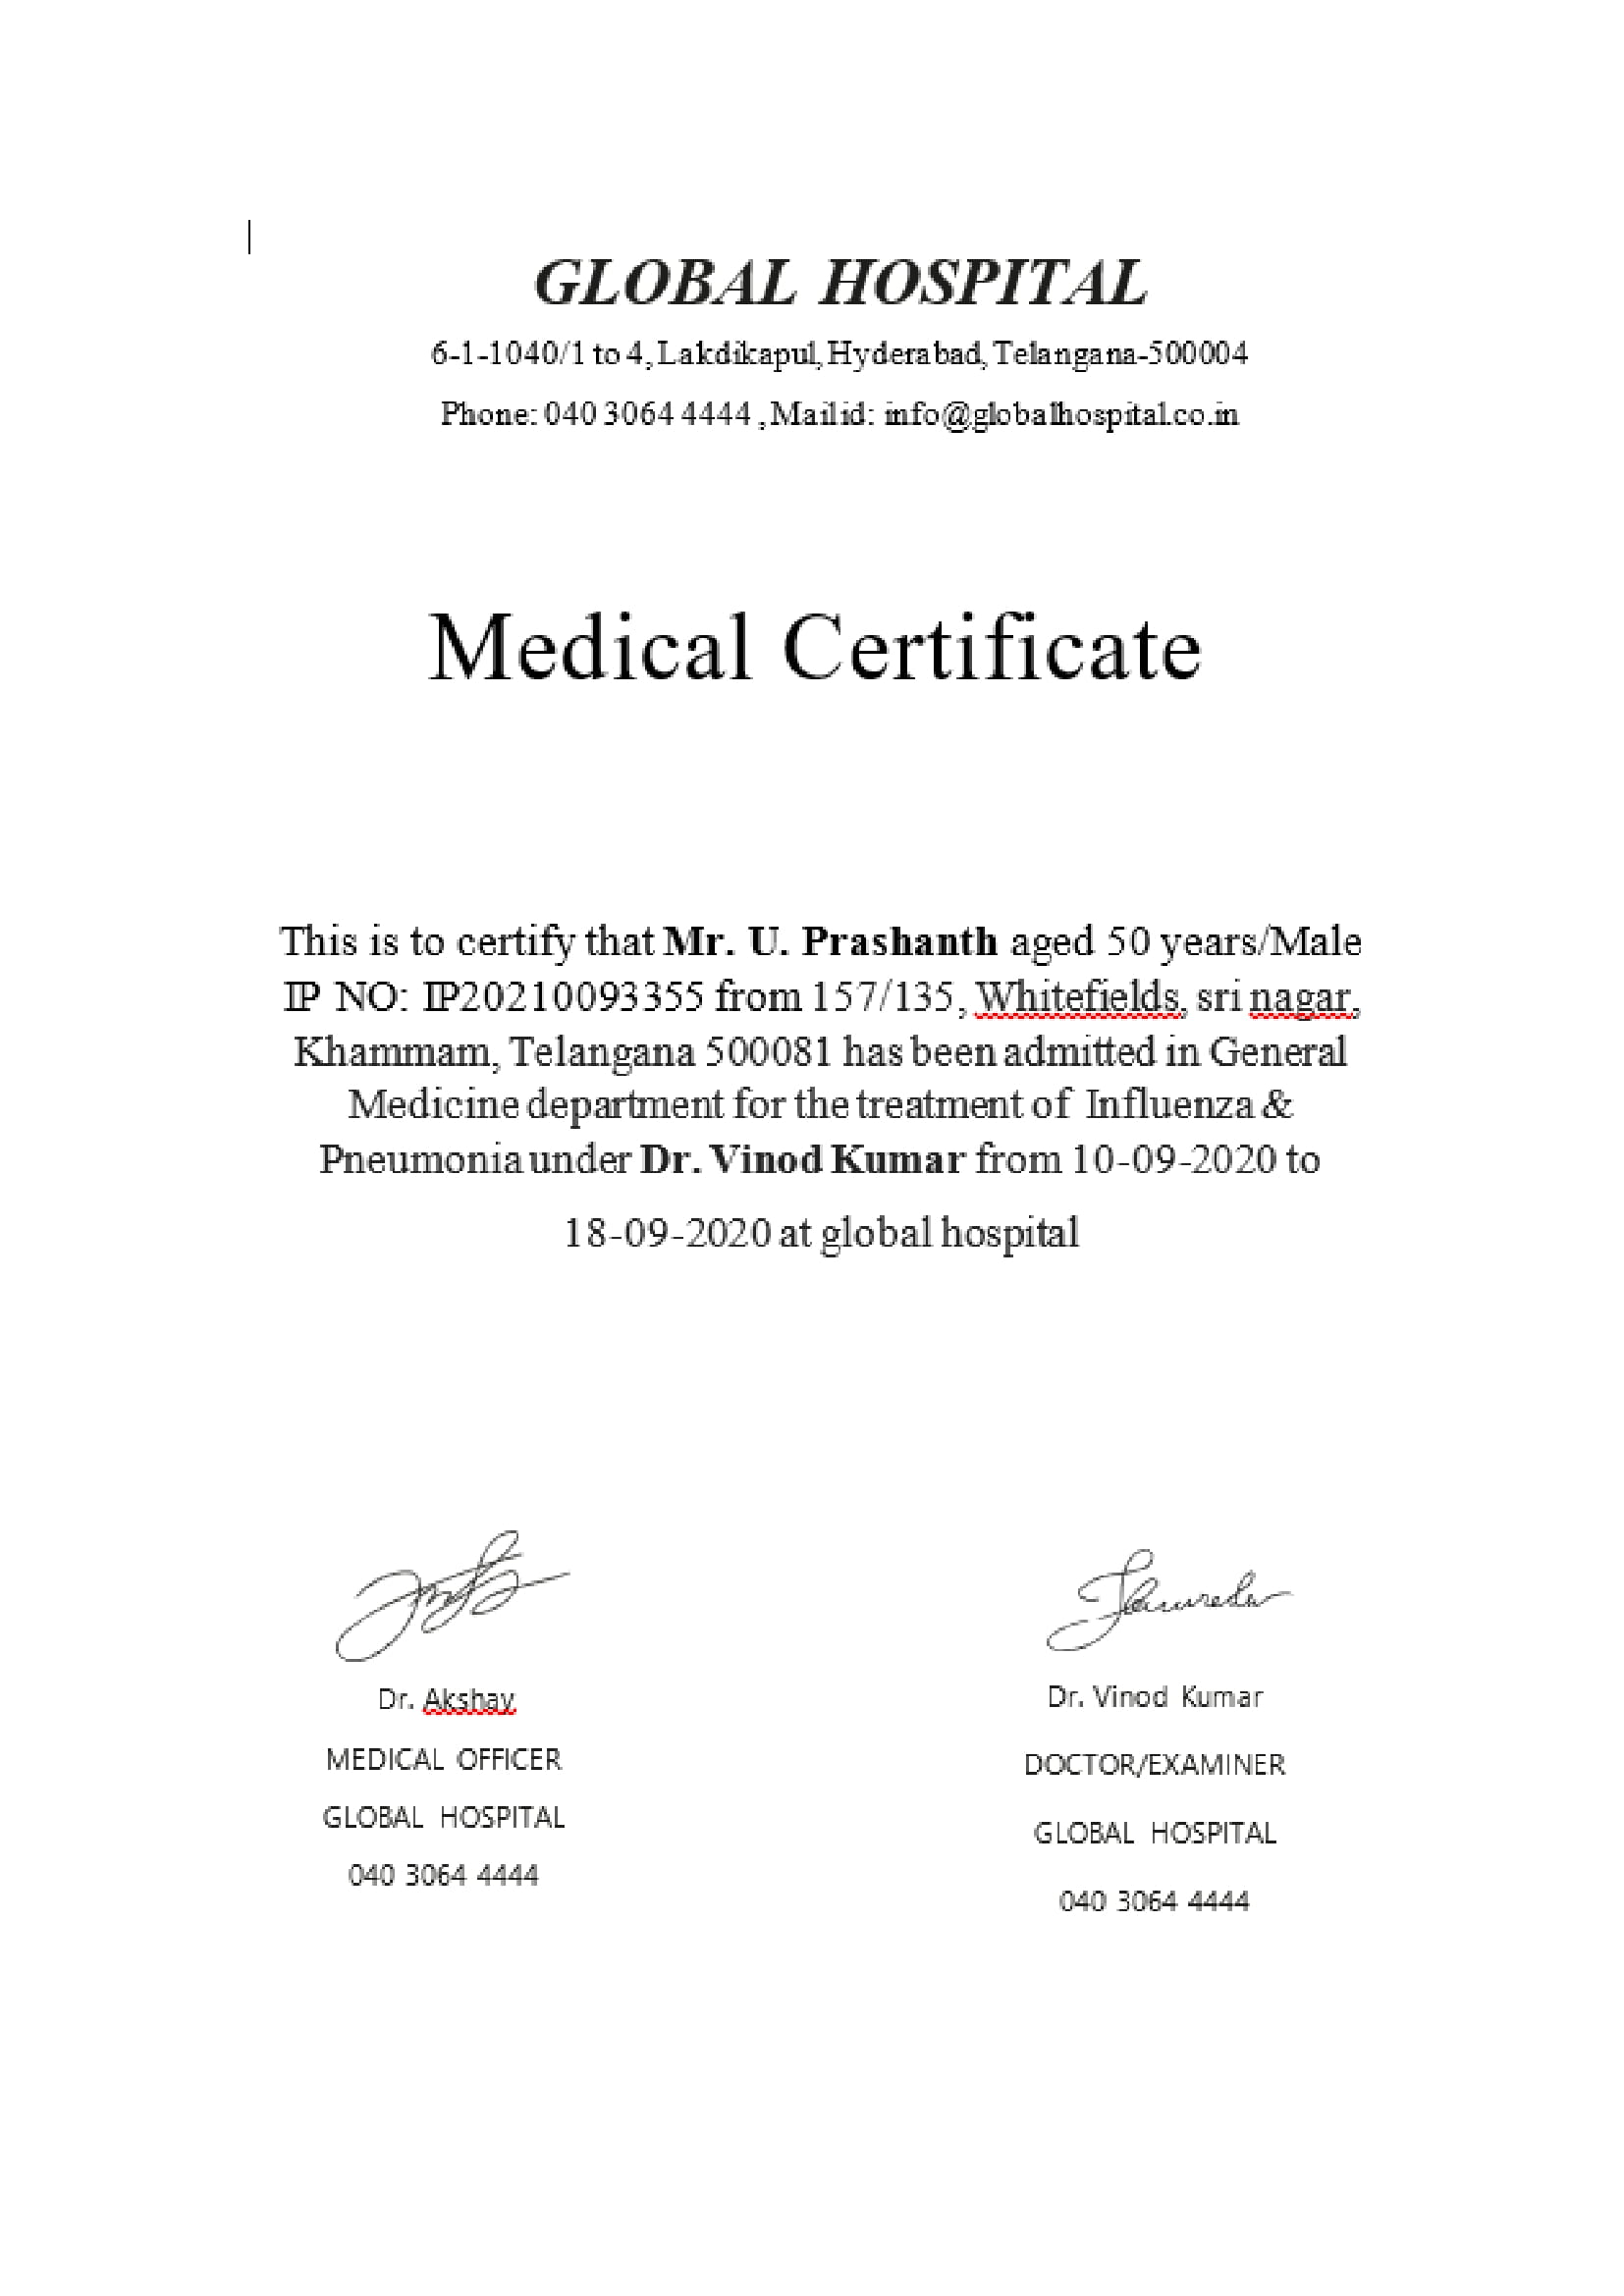 GLOBAL HOSPITAL
6-1-1040/1 to 4, Lakdikapul, Hyderabad, Telangana-500004
Phone: 040 3064 4444 , Mail id: info@globalhospital.co.in
Medical Certificate
This is to certify that Mr. U. Prashanth aged 50 years/Male
IP NO: IP20210093355 from 157/135, Whitefields, sri nagar,
Khammam, Telangana 500081 has been admitted in General
Medicine department for the treatment of Influenza &
Pneumonia under Dr. Vinod Kumar from 10-09-2020 to
18-09-2020 at global hospital
Dr. Akshay
MEDICAL OFFICER
GLOBAL HOSPITAL
040 3064 4444
Dr. Vinod Kumar
DOCTOR/EXAMINER
GLOBAL HOSPITAL
040 3064 4444